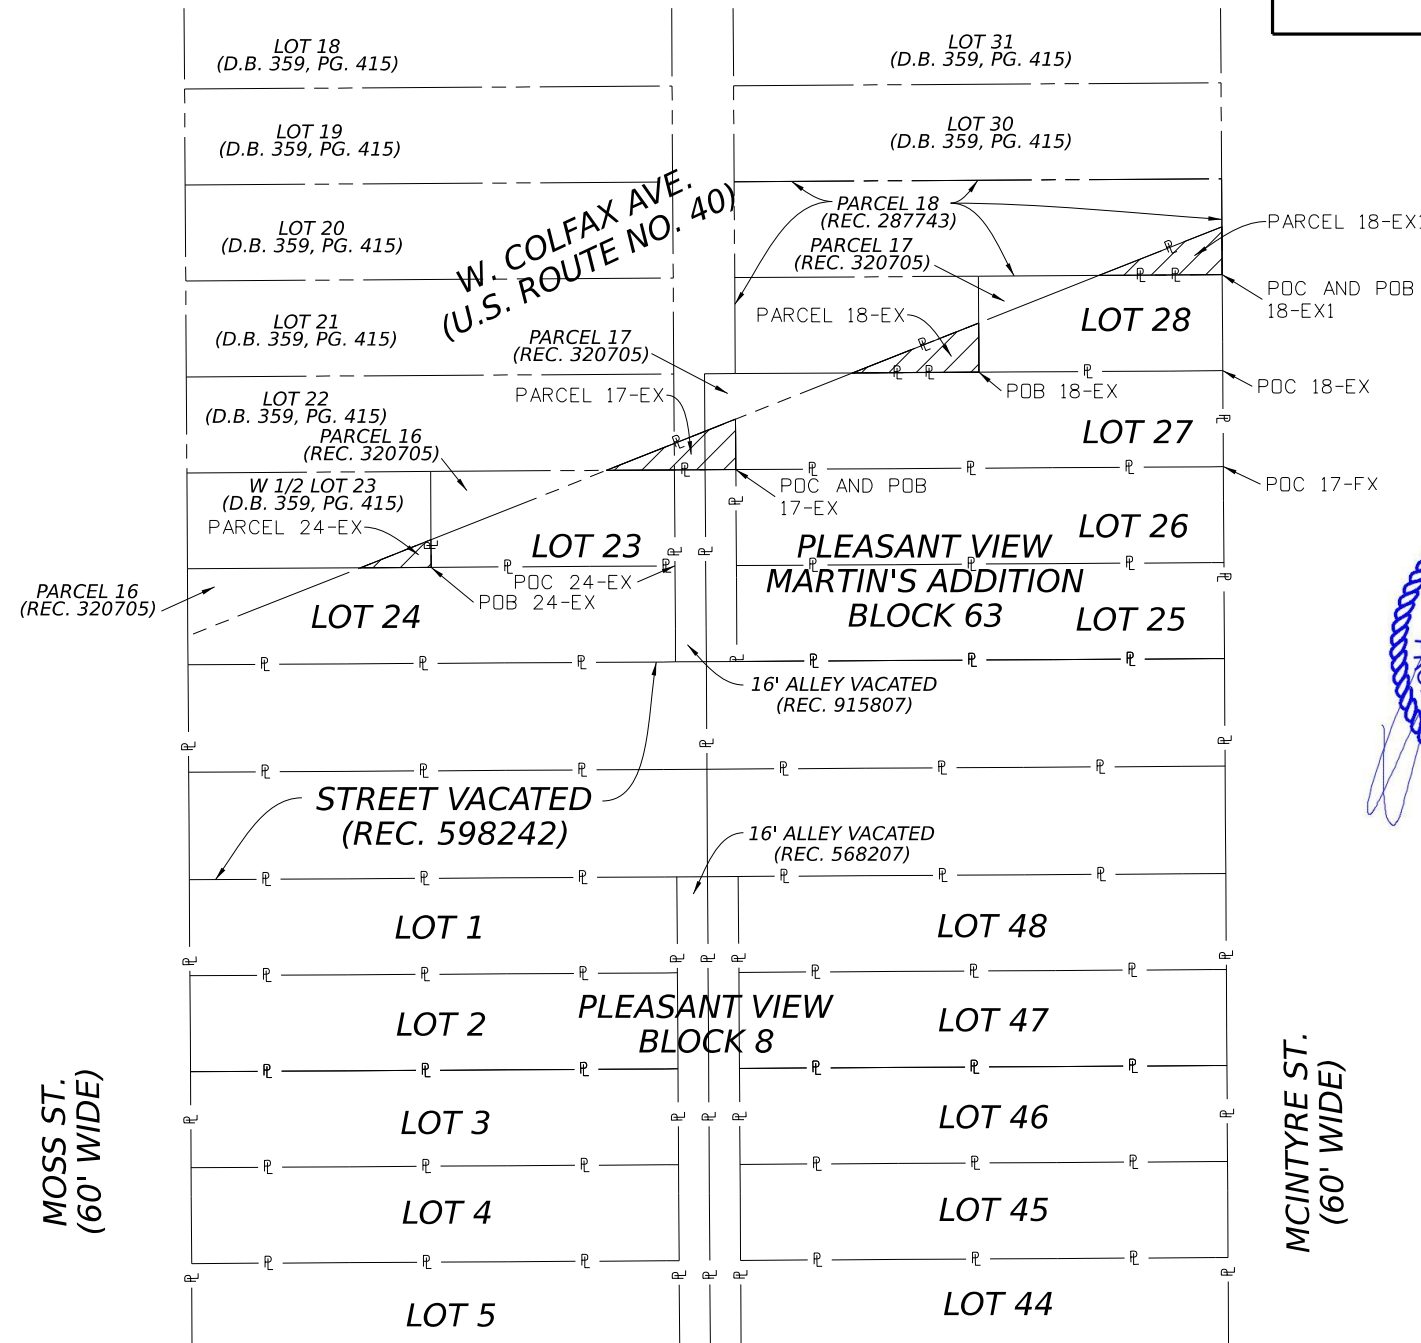 LOT 18
(D.B. 359, PG. 415)
LOT 31
(D.B. 359, PG. 415)
LOT 19
(D.B. 359, PG. 415)
LOT 30
(D.B. 359, PG. 415)
W. COLFAX AVE.
(U.S. ROUTE NO. 40)
PARCEL 18
(REC. 287743)
PARCEL 18-EX1
LOT 20
(D.B. 359, PG. 415)
PARCEL 17
(REC. 320705)
POC AND POB
18-EX1
LOT 21
(D.B. 359, PG. 415)
PARCEL 18-EX
LOT 28
PARCEL 17
(REC. 320705)
PARCEL 17-EX
POB 18-EX
POC 18-EX
LOT 22
(D.B. 359, PG. 415)
LOT 27
PARCEL 16
(REC. 320705)
W 1/2 LOT 23
(D.B. 359, PG. 415)
POC AND POB
17-EX
POC 17-FX
PARCEL 24-EX
LOT 23
LOT 26
PLEASANT VIEW
MARTIN'S ADDITION
BLOCK 63
POC 24-EX
POB 24-EX
PARCEL 16
(REC. 320705)
LOT 24
LOT 25
16' ALLEY VACATED
(REC. 915807)
STREET VACATED
(REC. 598242)
16' ALLEY VACATED
(REC. 568207)
LOT 1
LOT 48
PLEASANT VIEW
BLOCK 8
LOT 2
LOT 47
LOT 3
LOT 46
MOSS ST.
(60' WIDE)
MCINTYRE ST.
(60' WIDE)
LOT 4
LOT 45
LOT 5
LOT 44